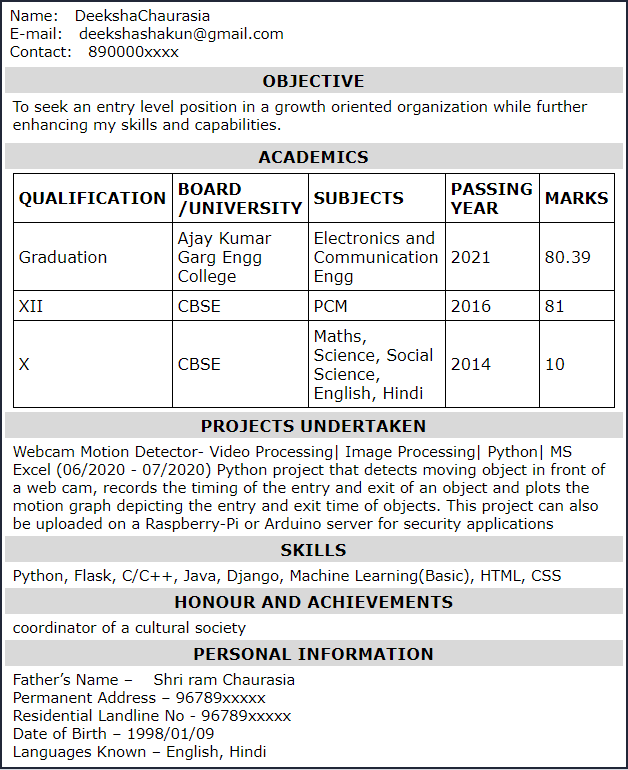 Name: DeekshaChaurasia
E-mail: deekshashakun@gmail.com
Contact: 890000xxxx
OBJECTIVE
To seek an entry level position in a growth oriented organization while further
enhancing my skills and capabilities.
ACADEMICS
QUALIFICATION BOARD /UNIVERSITY SUBJECTS PASSING YEAR MARKS
Graduation Ajay Kumar Garg Engg College Electronics and Communication Engg 2021 80.39
XII CBSE PCM 2016 81
X CBSE Maths, Science, Social Science, English, Hindi 2014 10
PROJECTS UNDERTAKEN
Webcam Motion Detector- Video Processing| Image Processing| Python| MS
Excel (06/2020 - 07/2020) Python project that detects moving object in front of
a web cam, records the timing of the entry and exit of an object and plots the
motion graph depicting the entry and exit time of objects. This project can also
be uploaded on a Raspberry-Pi or Arduino server for security applications
SKILLS
Python, Flask, C/C++, Java, Django, Machine Learning(Basic), HTML, CSS
HONOUR AND ACHIEVEMENTS
coordinator of a cultural society
PERSONAL INFORMATION
Father’s Name – Shri ram Chaurasia
Permanent Address – 96789xxxxx
Residential Landline No - 96789xxxxx
Date of Birth – 1998/01/09
Languages Known – English, Hindi